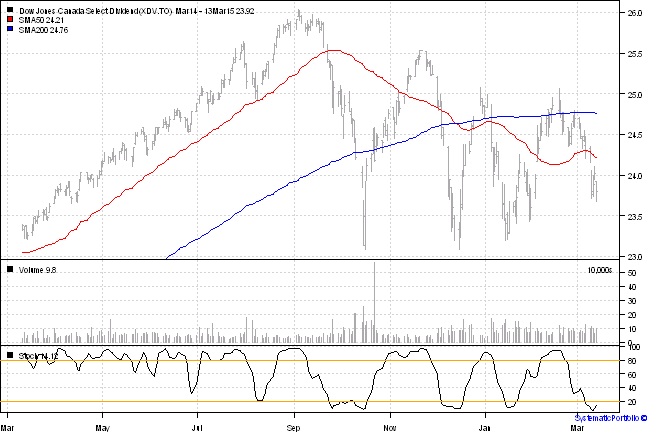 Dow Jones Canada Select Dividend(XDV.TO) Mar14 - 13Mar15 23.92
SMA50 24.21
SMA200 24.76
26.0
25.5
25.0
24.5
24.0
23.5
23.0
Volume 9.8
10,000s
50
40
30
20
10
0
100
80
60
40
20
Mar May Jul Sep Nov Jan Mar
SystematicPortfolio ©